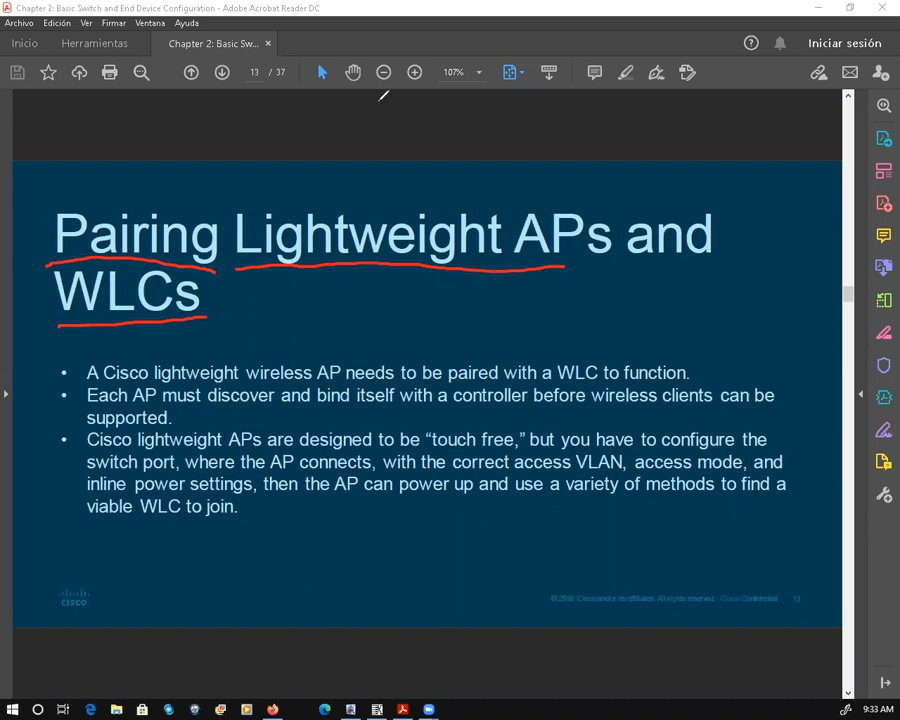 Chapter 2: Basic Switch and End Device Configuration - Adobe Acrobat Reader DC
Archivo Edición Ver Firmar Ventana Ayuda
Inicio Herramientas Chapter 2: Basic Sw... × Iniciar sesión
13 / 37 107%
Pairing Lightweight APs and
WLCs
• A Cisco lightweight wireless AP needs to be paired with a WLC to function.
• Each AP must discover and bind itself with a controller before wireless clients can be
supported.
• Cisco lightweight APs are designed to be “touch free,” but you have to configure the
switch port, where the AP connects, with the correct access VLAN, access mode, and
inline power settings, then the AP can power up and use a variety of methods to find a
viable WLC to join.
CISCO
© 2016 Cisco and/or its affiliates. All rights reserved. Cisco Confidential 13
9:33 AM